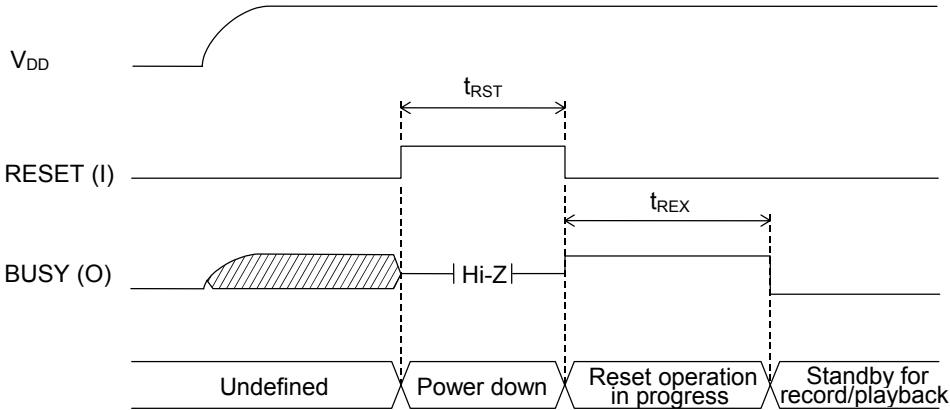 VDD
tRST
RESET (I)
tREX
BUSY (O)
Hi-Z
Undefined
Power down
Reset operation
in progress
Standby for
record/playback